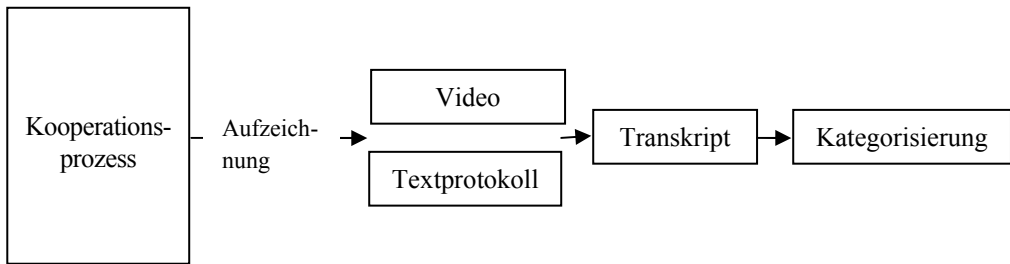 Kooperations-
prozess
Aufzeich-
nung
Video
Textprotokoll
Transkript
Kategorisierung